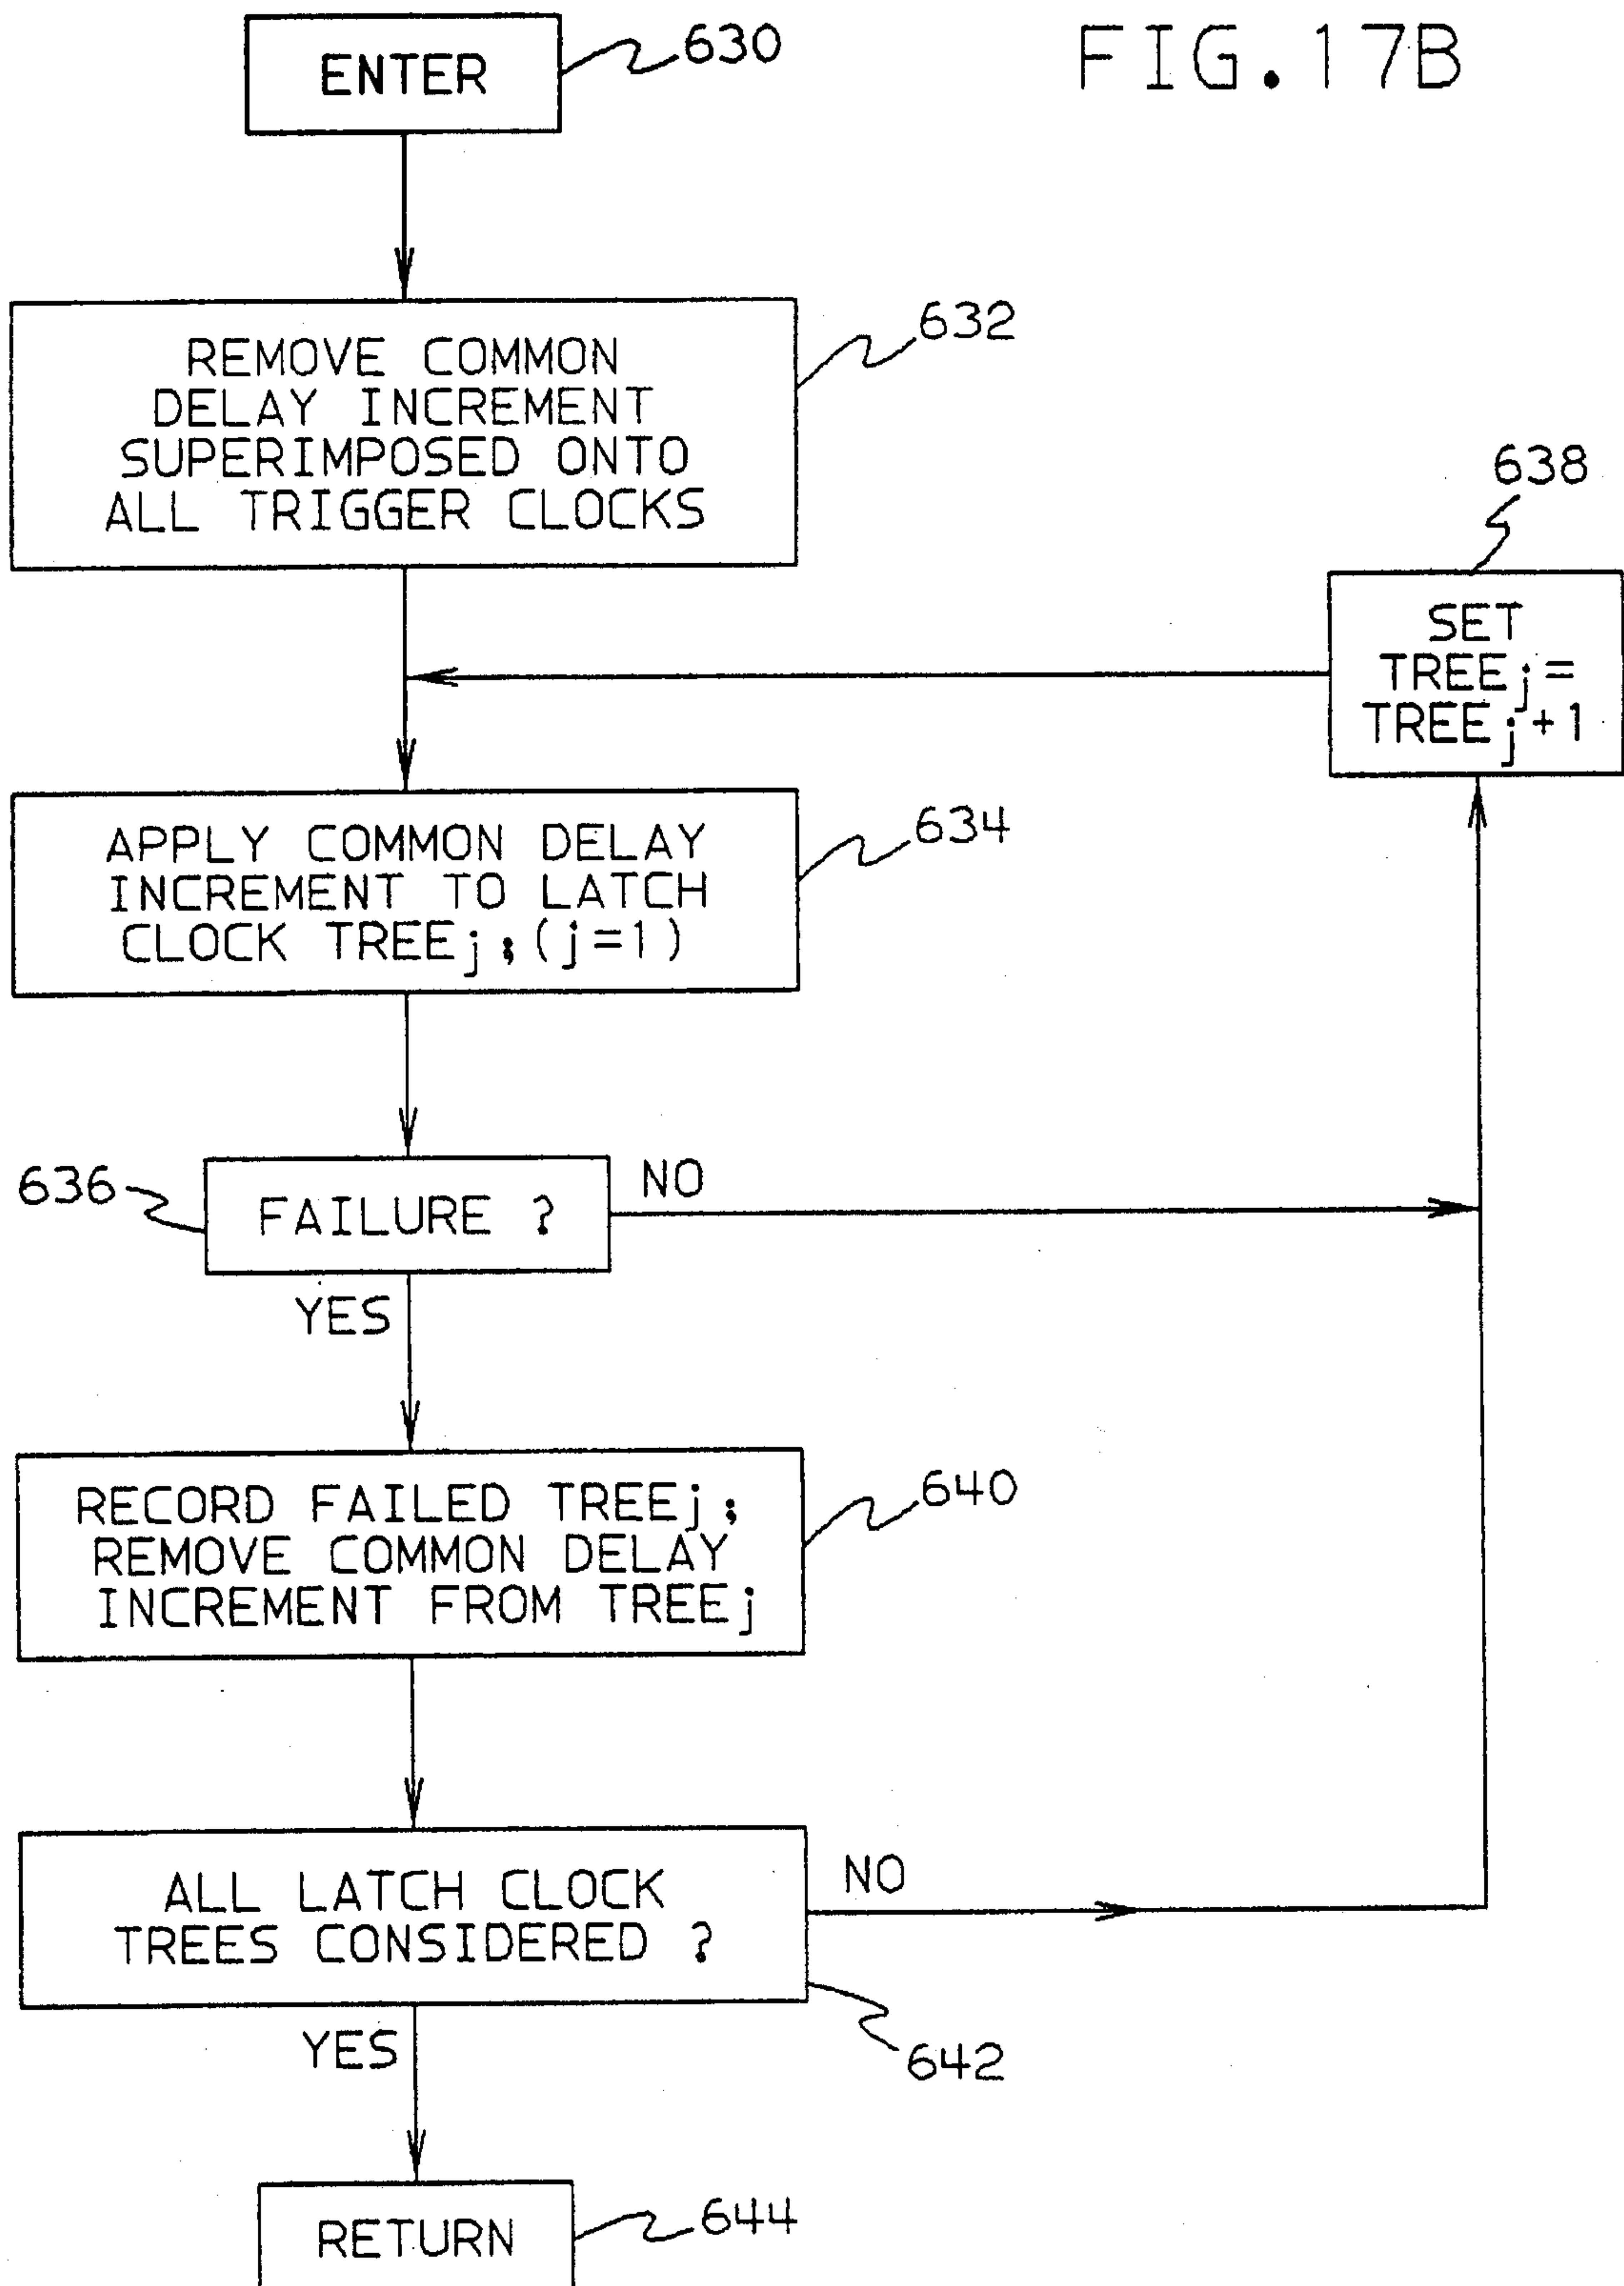 FIG.17B
ENTER
630
REMOVE COMMON
DELAY INCREMENT
SUPERIMPOSED ONTO
ALL TRIGGER CLOCKS
632
638
SET
TREEj=
TREEj+1
APPLY COMMON DELAY
INCREMENT TO LATCH
CLOCK TREEj;(j=1)
634
636
FAILURE ?
NO
YES
RECORD FAILED TREEj;
REMOVE COMMON DELAY
INCREMENT FROM TREEj
640
ALL LATCH CLOCK
TREES CONSIDERED ?
NO
642
YES
RETURN
644